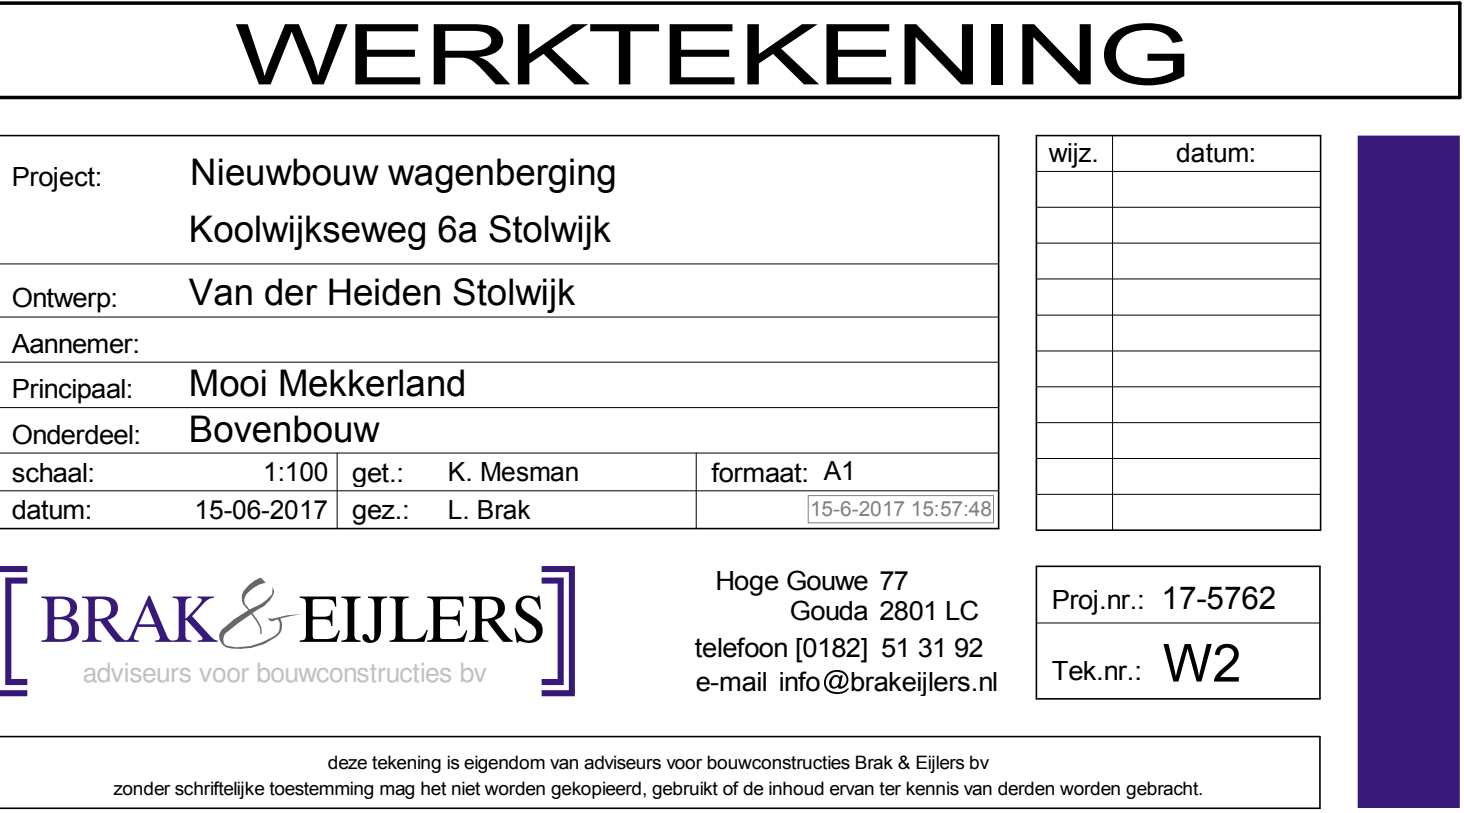 WERKTEKENING
Project: Nieuwbouw wagenberging
Koolwijkseweg 6a Stolwijk
Ontwerp: Van der Heiden Stolwijk
Aannemer:
Principaal: Mooi Mekkerland
Onderdeel: Bovenbouw
schaal: 1:100 get.: K. Mesman formaat: A1
datum: 15-06-2017 gez.: L. Brak 15-6-2017 15:57:48
wijz. datum:
BRAK & EIJLERS
adviseurs voor bouwconstructies bv
Hoge Gouwe 77
Gouda 2801 LC
telefoon [0182] 51 31 92
e-mail info@brakeijlers.nl
Proj.nr.: 17-5762
Tek.nr.: W2
deze tekening is eigendom van adviseurs voor bouwconstructies Brak & Eijlers bv
zonder schriftelijke toestemming mag het niet worden gekopieerd, gebruikt of de inhoud ervan ter kennis van derden worden gebracht.